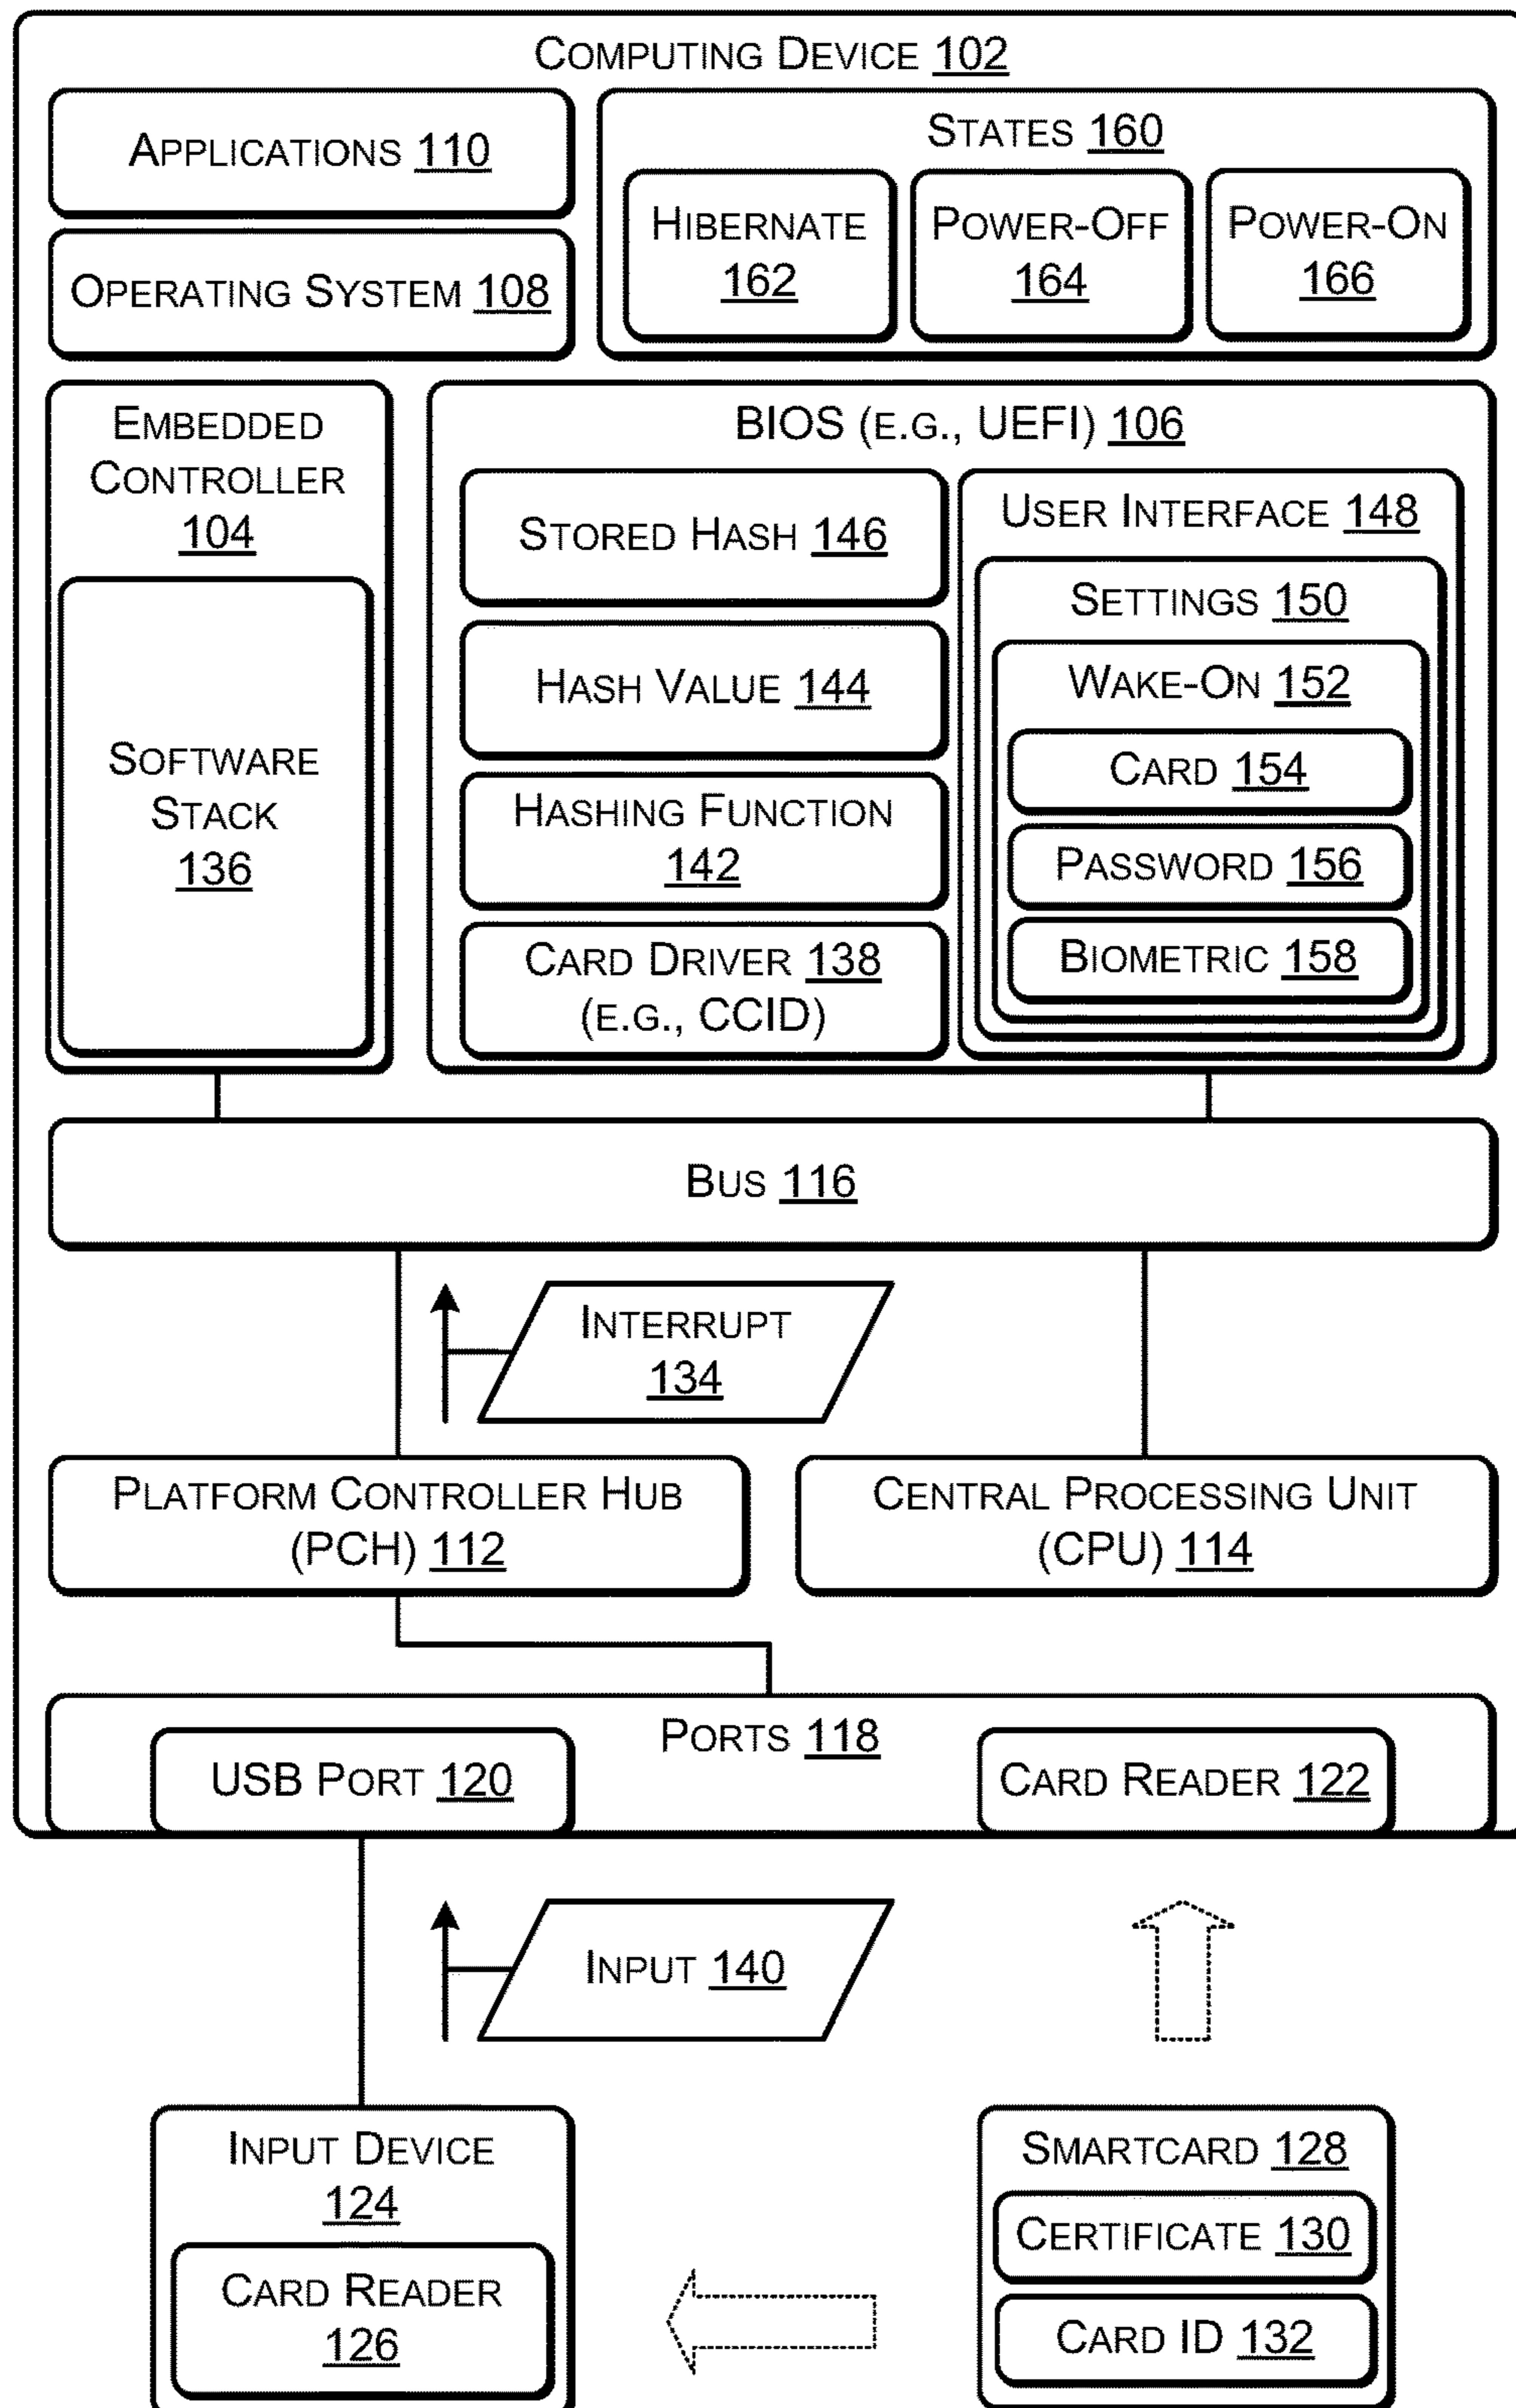 COMPUTING DEVICE 102
APPLICATIONS 110
OPERATING SYSTEM 108
STATES 160
HIBERNATE
162
POWER-OFF
164
POWER-ON
166
EMBEDDED
CONTROLLER
104
SOFTWARE
STACK
136
BIOS (E.G., UEFI) 106
STORED HASH 146
HASH VALUE 144
HASHING FUNCTION
142
CARD DRIVER 138
(E.G., CCID)
USER INTERFACE 148
SETTINGS 150
WAKE-ON 152
CARD 154
PASSWORD 156
BIOMETRIC 158
BUS 116
INTERRUPT
134
PLATFORM CONTROLLER HUB
(PCH) 112
CENTRAL PROCESSING UNIT
(CPU) 114
PORTS 118
USB PORT 120
CARD READER 122
INPUT 140
INPUT DEVICE
124
CARD READER
126
SMARTCARD 128
CERTIFICATE 130
CARD ID 132